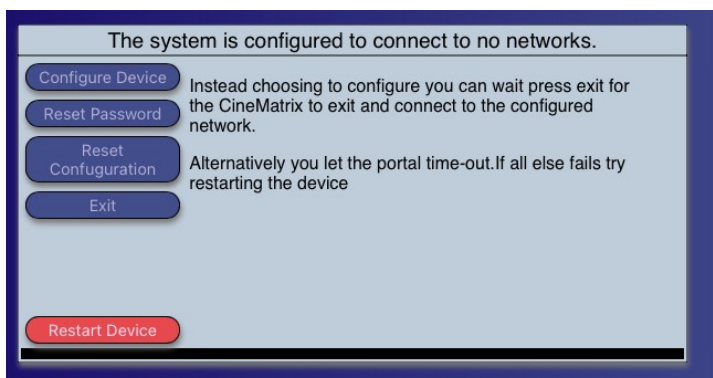 The system is configured to connect to no networks.
Configure Device
Reset Password
Reset
Confuguration
Exit
Restart Device
Instead choosing to configure you can wait press exit for
the CineMatrix to exit and connect to the configured
network.
Alternatively you let the portal time-out.If all else fails try
restarting the device